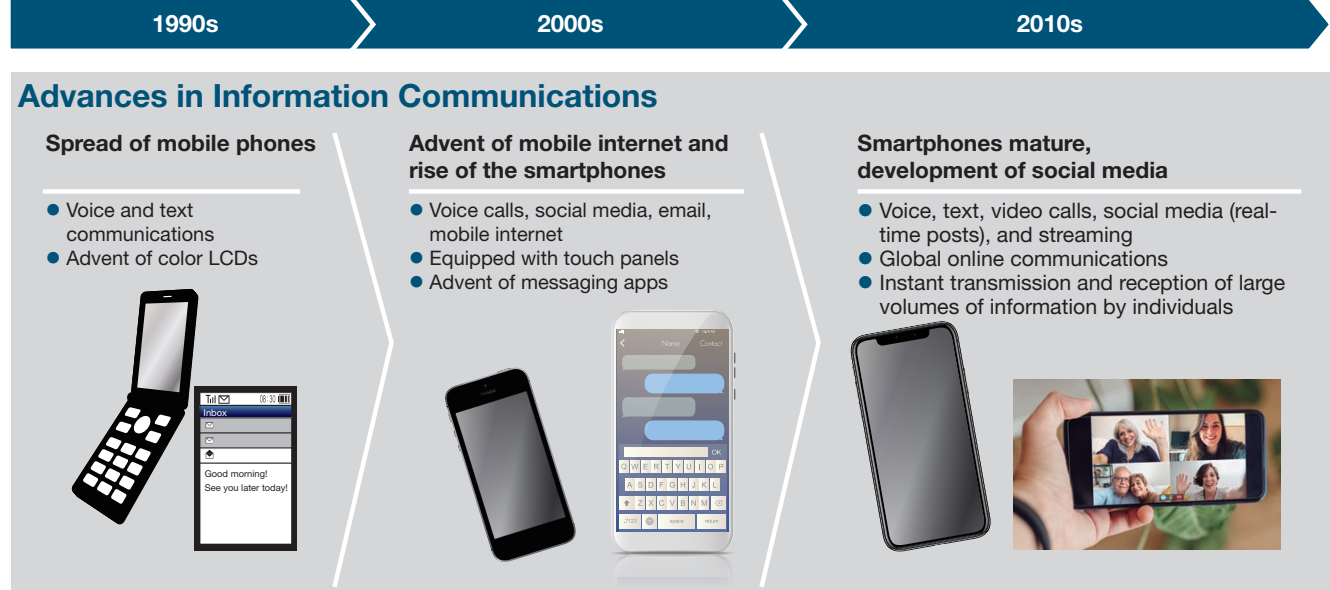 1990s
2000s
2010s
Advances in Information Communications
Spread of mobile phones
● Voice and text
communications
● Advent of color LCDs
08:30
Inbox
Good morning!
See you later today!
Advent of mobile internet and
rise of the smartphones
● Voice calls, social media, email,
mobile internet
● Equipped with touch panels
● Advent of messaging apps
Name Contact
OK
Q W E R T Y U I O P
A S D F G H J K L
Z X C V B N M
.?123 space return
Smartphones mature,
development of social media
● Voice, text, video calls, social media (real-
time posts), and streaming
● Global online communications
● Instant transmission and reception of large
volumes of information by individuals